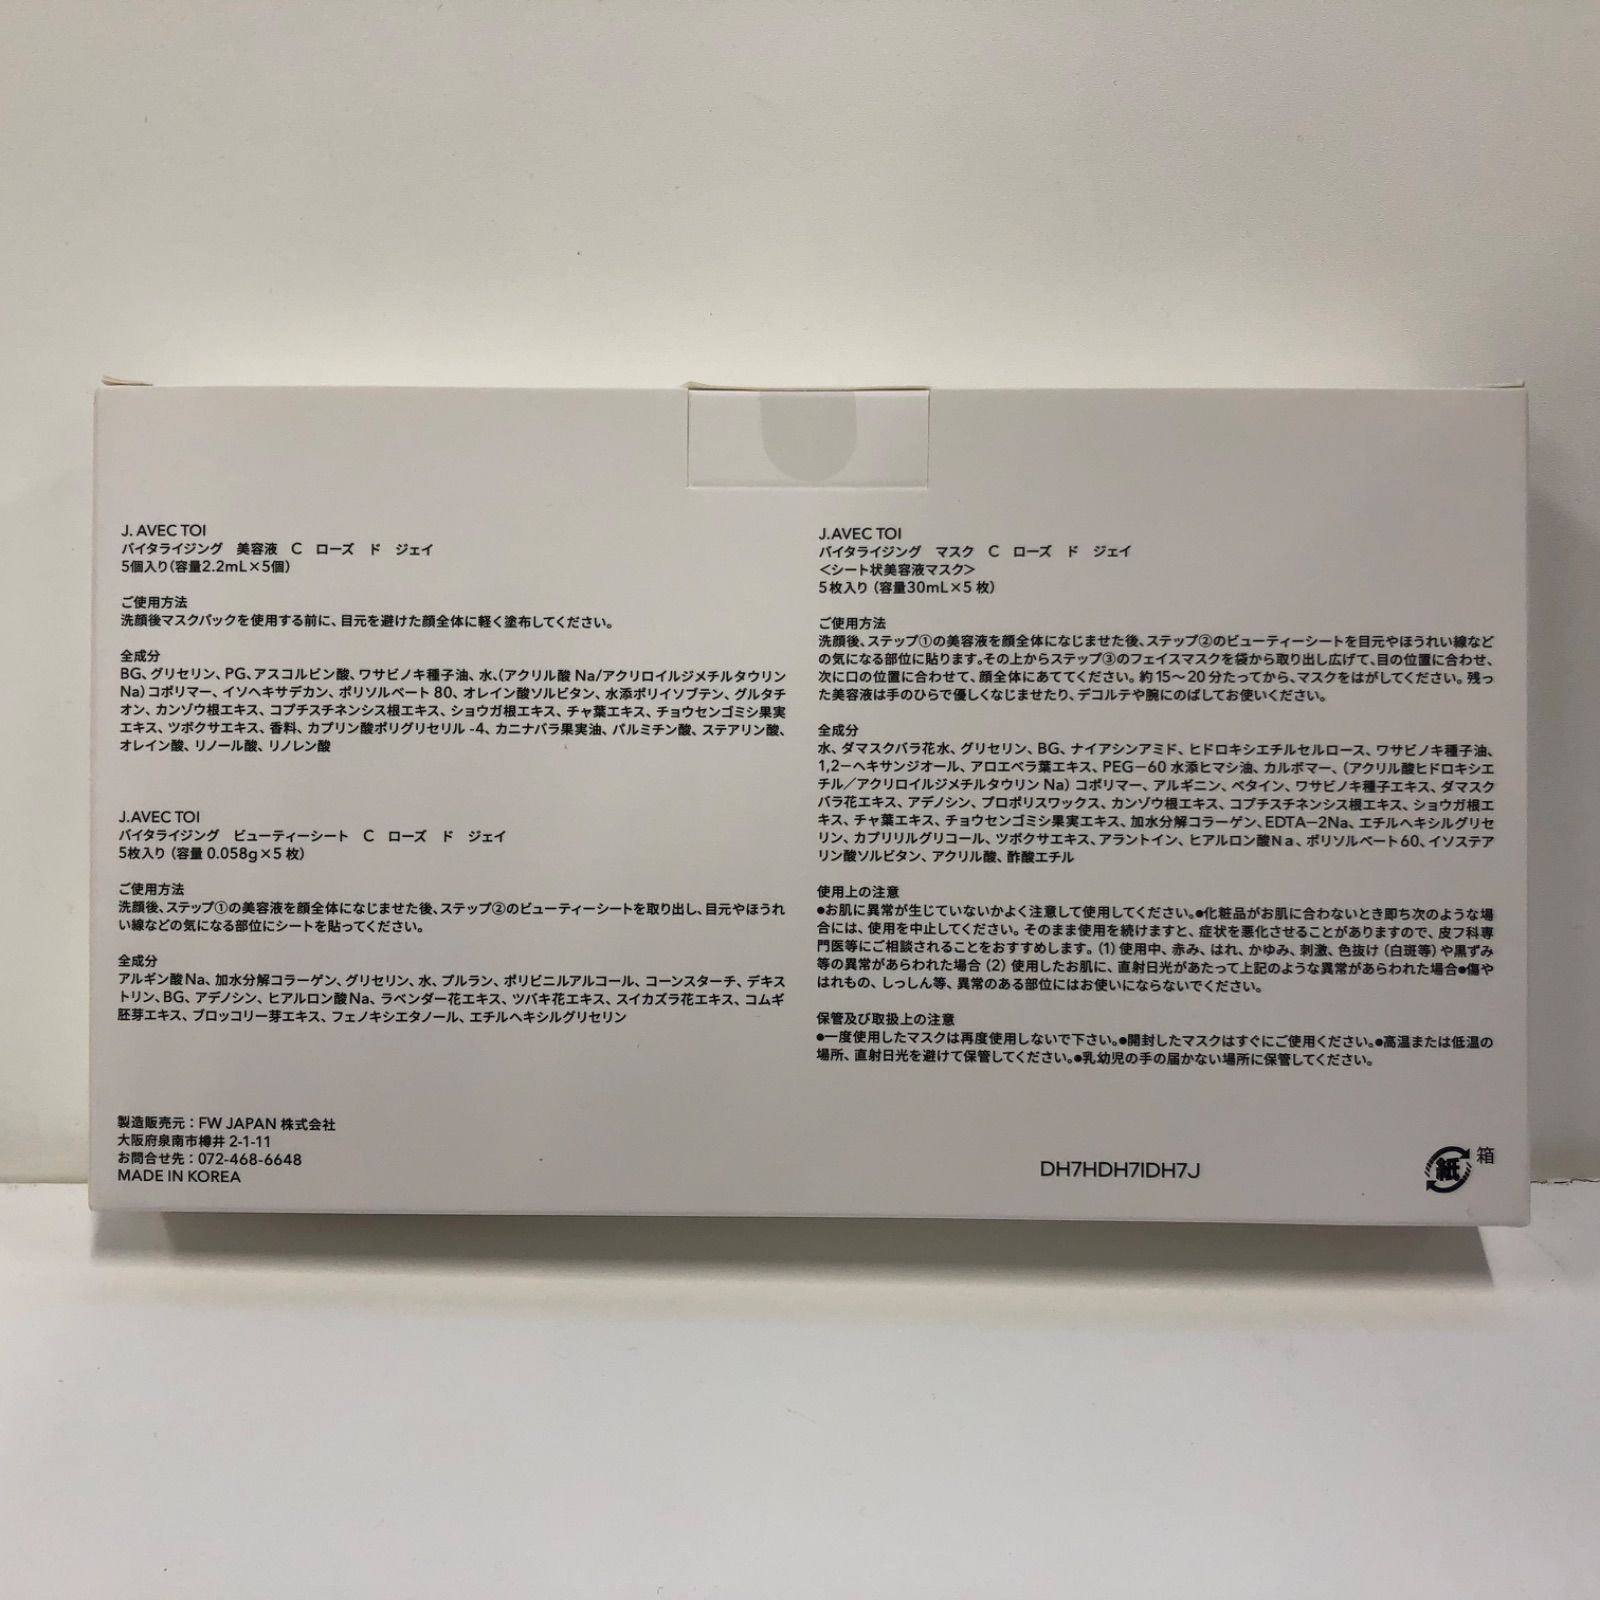 J. AVEC TOI
バイタライジング　美容液　C　ローズ　ド　ジェイ
5個入り(容量2.2mL×5個)
ご使用方法
洗顔後マスクパックを使用する前に、目元を避けた顔全体に軽く塗布してください。
全成分
BG、グリセリン、PG、アスコルビン酸、ワサビノキ種子油、水、(アクリル酸 Na/アクリロイルジメチルタウリン
Na) コポリマー、イソヘキサデカン、ポリソルベート 80、オレイン酸ソルビタン、水添ポリイソブテン、グルタチ
オン、カンゾウ根エキス、コプチスチネンシス根エキス、ショウガ根エキス、チャ葉エキス、チョウセンゴミシ果実
エキス、ツボクサエキス、香料、カプリン酸ポリグリセリル -4、カニナバラ果実油、パルミチン酸、ステアリン酸、
オレイン酸、リノール酸、リノレン酸
J.AVEC TOI
バイタライジング　ビューティーシート　C　ローズ　ド　ジェイ
5枚入り (容量 0.058g×5 枚)
ご使用方法
洗顔後、ステップ①の美容液を顔全体になじませた後、ステップ②のビューティーシートを取り出し、目元やほうれ
い線などの気になる部位にシートを貼ってください。
全成分
アルギン酸Na、加水分解コラーゲン、グリセリン、水、プルラン、ポリビニルアルコール、コーンスターチ、デキス
トリン、BG、アデノシン、ヒアルロン酸Na、ラベンダー花エキス、ツバキ花エキス、スイカズラ花エキス、コムギ
胚芽エキス、ブロッコリー芽エキス、フェノキシエタノール、エチルヘキシルグリセリン
製造販売元：FW JAPAN 株式会社
大阪府泉南市樽井 2-1-11
お問合せ先：072-468-6648
MADE IN KOREA
J.AVEC TOI
バイタライジング　マスク　C　ローズ　ド　ジェイ
＜シート状美容液マスク＞
5枚入り (容量30mL×5 枚)
ご使用方法
洗顔後、ステップ①の美容液を顔全体になじませた後、ステップ②のビューティーシートを目元やほうれい線など
の気になる部位に貼ります。その上からステップ③のフェイスマスクを袋から取り出し広げて、目の位置に合わせ、
次に口の位置に合わせて、顔全体にあててください。約15～20分たってから、マスクをはがしてください。残っ
た美容液は手のひらで優しくなじませたり、デコルテや腕にのばしてお使いください。
全成分
水、ダマスクバラ花水、グリセリン、BG、ナイアシンアミド、ヒドロキシエチルセルロース、ワサビノキ種子油、
1,2－ヘキサンジオール、アロエベラ葉エキス、PEG－60 水添ヒマシ油、カルボマー、(アクリル酸ヒドロキシエ
チル／アクリロイルジメチルタウリン Na) コポリマー、アルギニン、ベタイン、ワサビノキ種子エキス、ダマスク
バラ花エキス、アデノシン、プロポリスワックス、カンゾウ根エキス、コプチスチネンシス根エキス、ショウガ根エ
キス、チャ葉エキス、チョウセンゴミシ果実エキス、加水分解コラーゲン、EDTA－2Na、エチルヘキシルグリセ
リン、カプリリルグリコール、ツボクサエキス、アラントイン、ヒアルロン酸Ｎa、ポリソルベート60、イソステア
リン酸ソルビタン、アクリル酸、酢酸エチル
使用上の注意
●お肌に異常が生じていないかよく注意して使用してください。●化粧品がお肌に合わないとき即ち次のような場
合には、使用を中止してください。そのまま使用を続けますと、症状を悪化させることがありますので、皮フ科専
門医等にご相談されることをおすすめします。(1) 使用中、赤み、はれ、かゆみ、刺激、色抜け (白斑等) や黒ずみ
等の異常があらわれた場合 (2) 使用したお肌に、直射日光があたって上記のような異常があらわれた場合●傷や
はれもの、しっしん等、異常のある部位にはお使いにならないでください。
保管及び取扱上の注意
●一度使用したマスクは再度使用しないで下さい。●開封したマスクはすぐにご使用ください。●高温または低温の
場所、直射日光を避けて保管してください。●乳幼児の手の届かない場所に保管してください。
DH7HDH7IDH7J
紙 箱